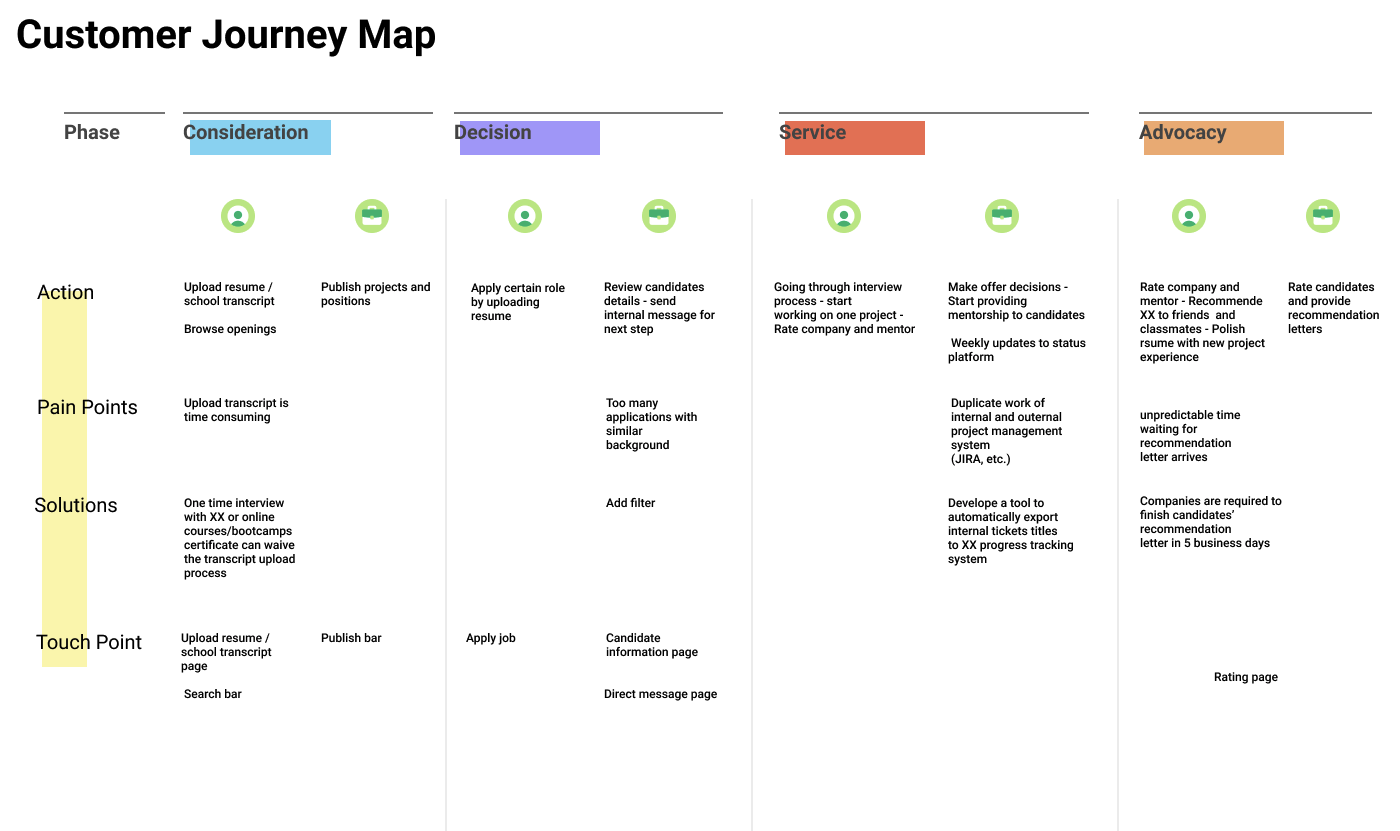 Customer Journey Map
Phase
Consideration
Decision
Service
Advocacy
Action
Upload resume /
school transcript
Browse openings
Publish projects and
positions
Apply certain role
by uploading
resume
Review candidates
details - send
internal message for
next step
Going through interview
process - start
working on one project -
Rate company and mentor
Make offer decisions -
Start providing
mentorship to candidates
Weekly updates to status
platform
Rate company and
mentor - Recommende
XX to friends and
classmates - Polish
rsume with new project
experience
Rate candidates
and provide
recommendation
letters
Pain Points
Upload transcript is
time consuming
Too many
applications with
similar
background
Duplicate work of
internal and outernal
project management
system
(JIRA, etc.)
unpredictable time
waiting for
recommendation
letter arrives
Solutions
One time interview
with XX or online
courses/bootcamps
certificate can waive
the transcript upload
process
Add filter
Develope a tool to
automatically export
internal tickets titles
to XX progress tracking
system
Companies are required to
finish candidates’
recommendation
letter in 5 business days
Touch Point
Upload resume /
school transcript
page
Search bar
Publish bar
Apply job
Candidate
information page
Direct message page
Rating page